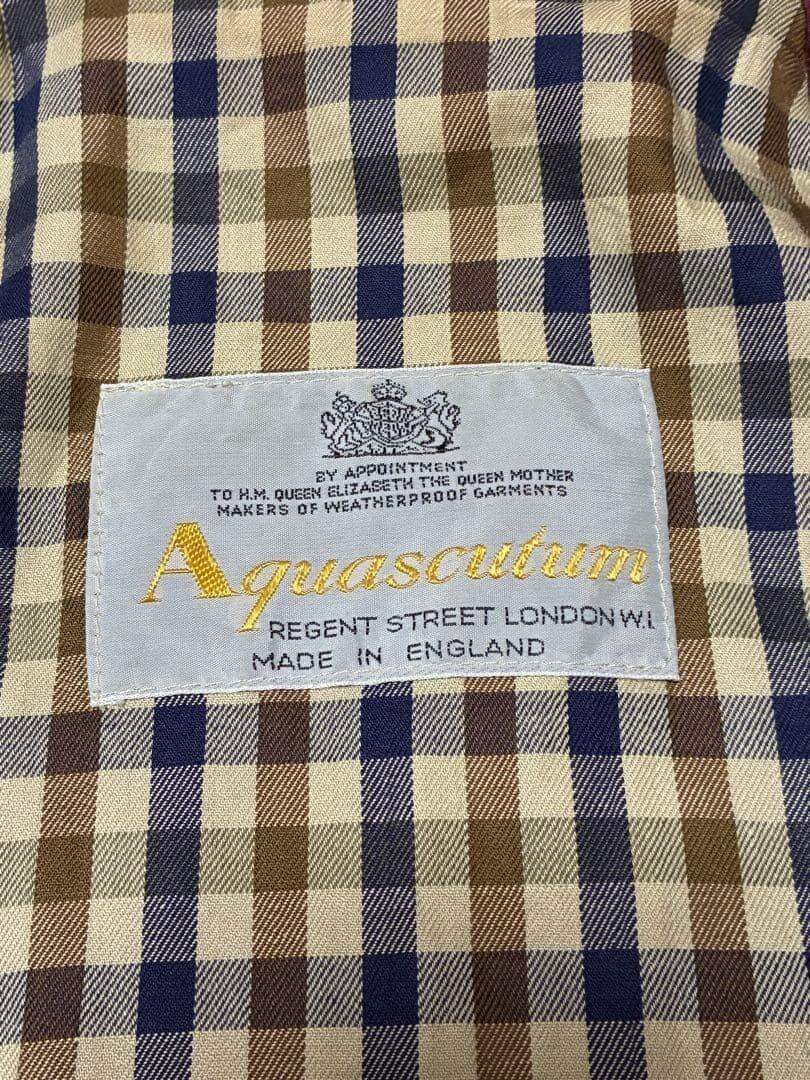 BY APPOINTMENT
TO H.M. QUEEN ELIZABETH THE QUEEN MOTHER
MAKERS OF WEATHERPROOF GARMENTS
Aquascutum
REGENT STREET LONDON W.1.
MADE IN ENGLAND